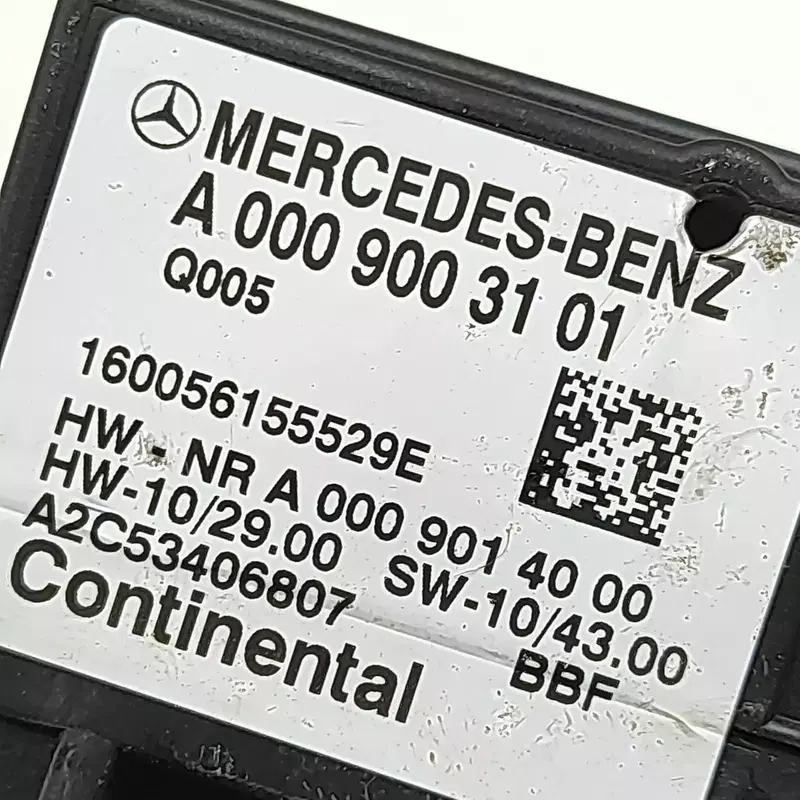 MERCEDES-BENZ
A 000 900 31 01
Q005
160056155529E
HW - NR A 000 901 40 00
HW-10/29.00 SW-10/43.00
A2C53406807 BBF
Continental